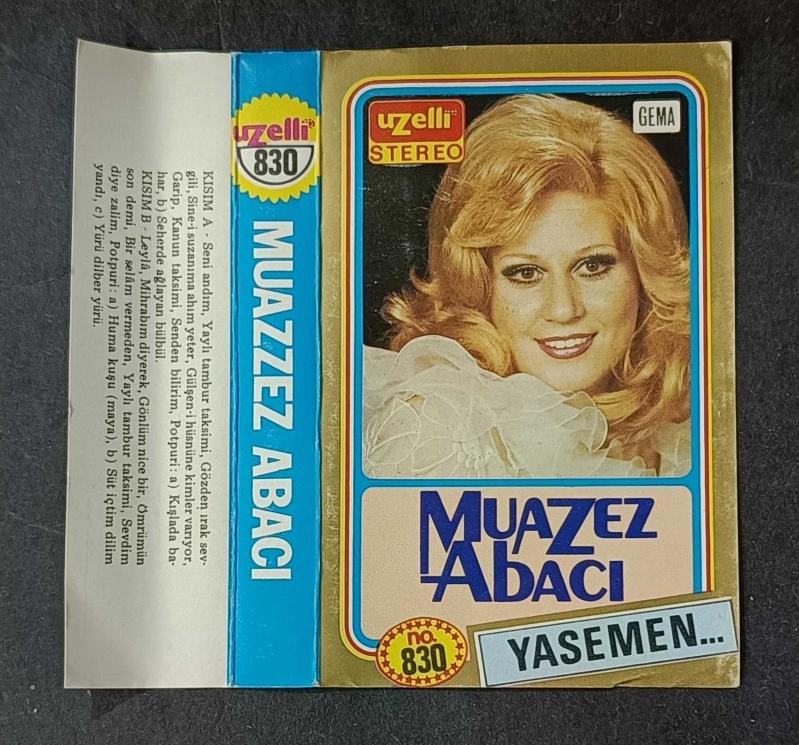 KISIM A - Seni andım, Yaylı tambur taksimi, Gözden ırak sev-
gili, Sine-i suzanıma ahım yeter, Gülşen-i hüsnüne kimler varıyor,
Garip, Kanun taksimi, Senden bilirim, Potpuri: a) Kışlada ba-
har, b) Seherde ağlayan bülbül.
KISIM B - Leylâ, Mihrabım diyerek, Gönlüm nice bir, Ömrümün
son demi, Bir selâm vermeden, Yaylı tambur taksimi, Sevdim
diye zalim, Potpuri: a) Huma kuşu (maya), b) Süt içtim dilim
yandı, c) Yürü dilber yürü.
uzelli
830
MUAZZEZ ABACI
uzelli
STEREO
GEMA
MUAZEZ
AbACI
no.
830
YASEMEN...